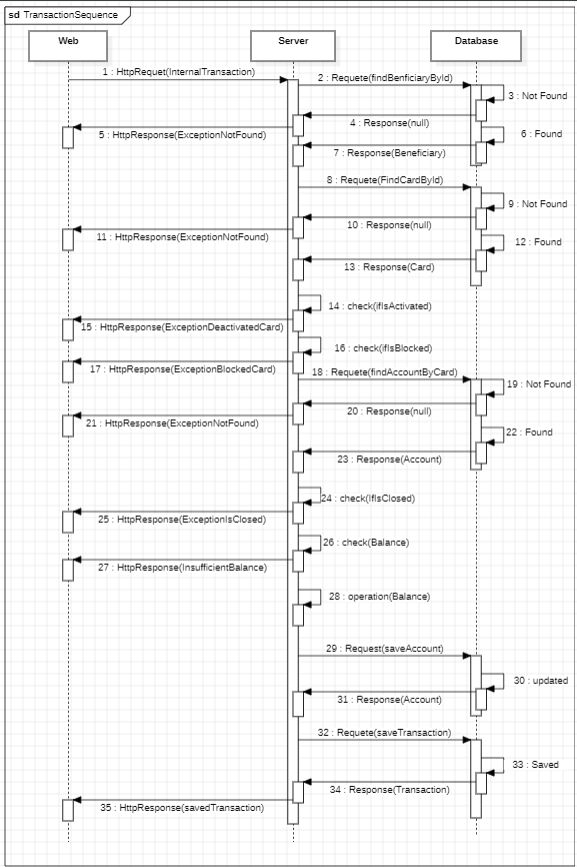 sd TransactionSequence
Web
Server
Database
1 : HttpRequet(InternalTransaction)
2 : Requete(findBenficiaryById)
3 : Not Found
4 : Response(null)
5 : HttpResponse(ExceptionNotFound)
6 : Found
7 : Response(Beneficiary)
8 : Requete(FindCardById)
9 : Not Found
10 : Response(null)
11 : HttpResponse(ExceptionNotFound)
12 : Found
13 : Response(Card)
14 : check(ifIsActivated)
15 : HttpResponse(ExceptionDeactivatedCard)
16 : check(ifIsBlocked)
17 : HttpResponse(ExceptionBlockedCard)
18 : Requete(findAccountByCard)
19 : Not Found
20 : Response(null)
21 : HttpResponse(ExceptionNotFound)
22 : Found
23 : Response(Account)
24 : check(IfIsClosed)
25 : HttpResponse(ExceptionIsClosed)
26 : check(Balance)
27 : HttpResponse(InsufficientBalance)
28 : operation(Balance)
29 : Request(saveAccount)
30 : updated
31 : Response(Account)
32 : Requete(saveTransaction)
33 : Saved
34 : Response(Transaction)
35 : HttpResponse(savedTransaction)